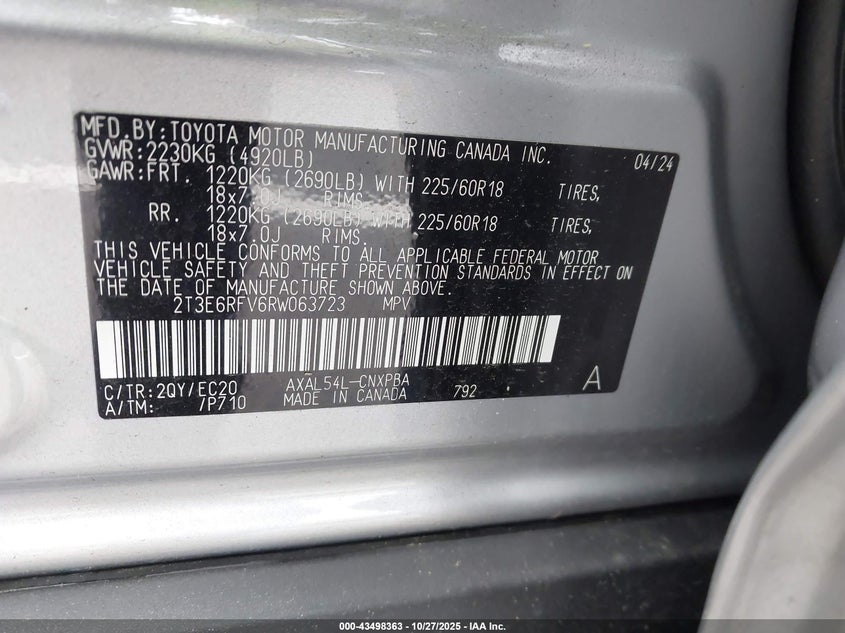 MFD.BY:TOYOTA MOTOR MANUFACTURING CANADA INC. 04/24
GVWR:2230KG (4920LB)
GAWR:FRT. 1220KG (2690LB) WITH 225/60R18 TIRES,
18x7.0J RIMS.
RR. 1220KG (2690LB) WITH 225/60R18 TIRES,
18x7.0J RIMS.
THIS VEHICLE CONFORMS TO ALL APPLICABLE FEDERAL MOTOR
VEHICLE SAFETY AND THEFT PREVENTION STANDARDS IN EFFECT ON
THE DATE OF MANUFACTURE SHOWN ABOVE.
2T3E6RFV6RW063723 MPV
C/TR:2QY/EC20 AXAL54L-CNXPBA 792 A
A/TM: /P710 MADE IN CANADA
000-43498363 | 10/27/2025 - IAA Inc.